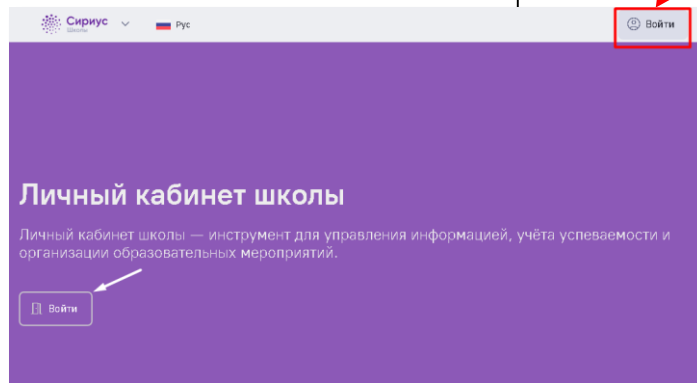 Сириус
Школы
Рус
Войти
Личный кабинет школы
Личный кабинет школы — инструмент для управления информацией, учёта успеваемости и
организации образовательных мероприятий.
Войти